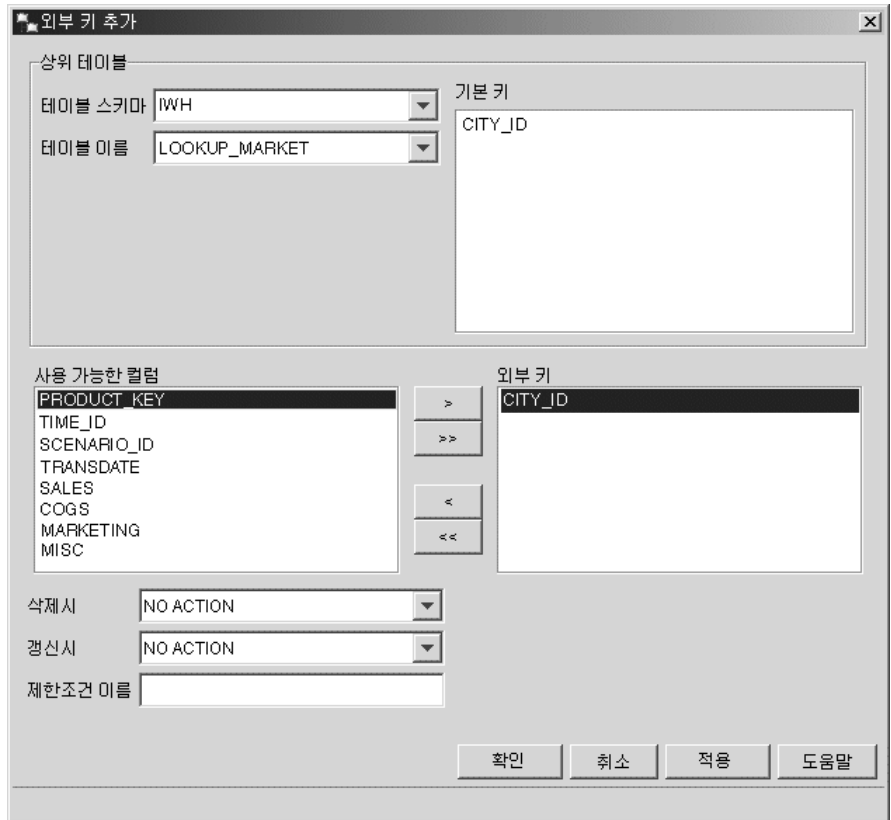 외부 키 추가
상위 테이블
테이블 스키마 IWH
테이블 이름 LOOKUP_MARKET
기본 키
CITY_ID
사용 가능한 컬럼
PRODUCT_KEY
TIME_ID
SCENARIO_ID
TRANSDATE
SALES
COGS
MARKETING
MISC
>
>>
<
<<
외부 키
CITY_ID
삭제시 NO ACTION
갱신시 NO ACTION
제한조건 이름
확인 취소 적용 도움말